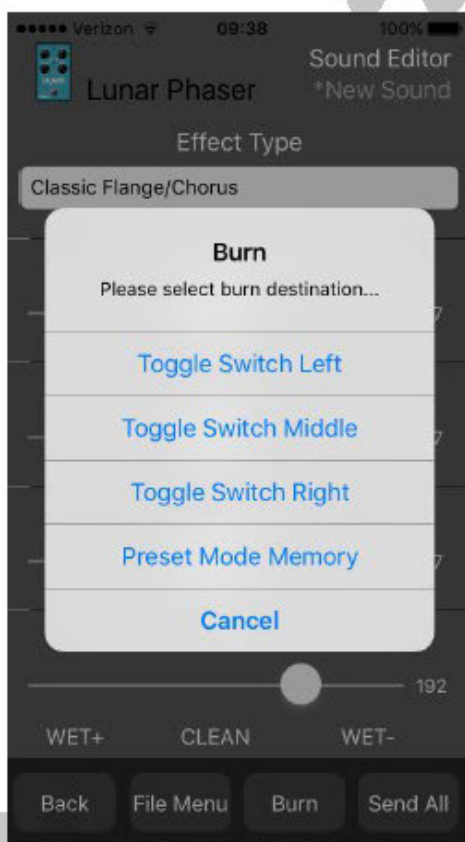 Verizon 09:38 100%
Sound Editor
Lunar Phaser *New Sound
Effect Type
Classic Flange/Chorus
Burn
Please select burn destination...
Toggle Switch Left
Toggle Switch Middle
Toggle Switch Right
Preset Mode Memory
Cancel
192
WET+ CLEAN WET-
Back File Menu Burn Send All